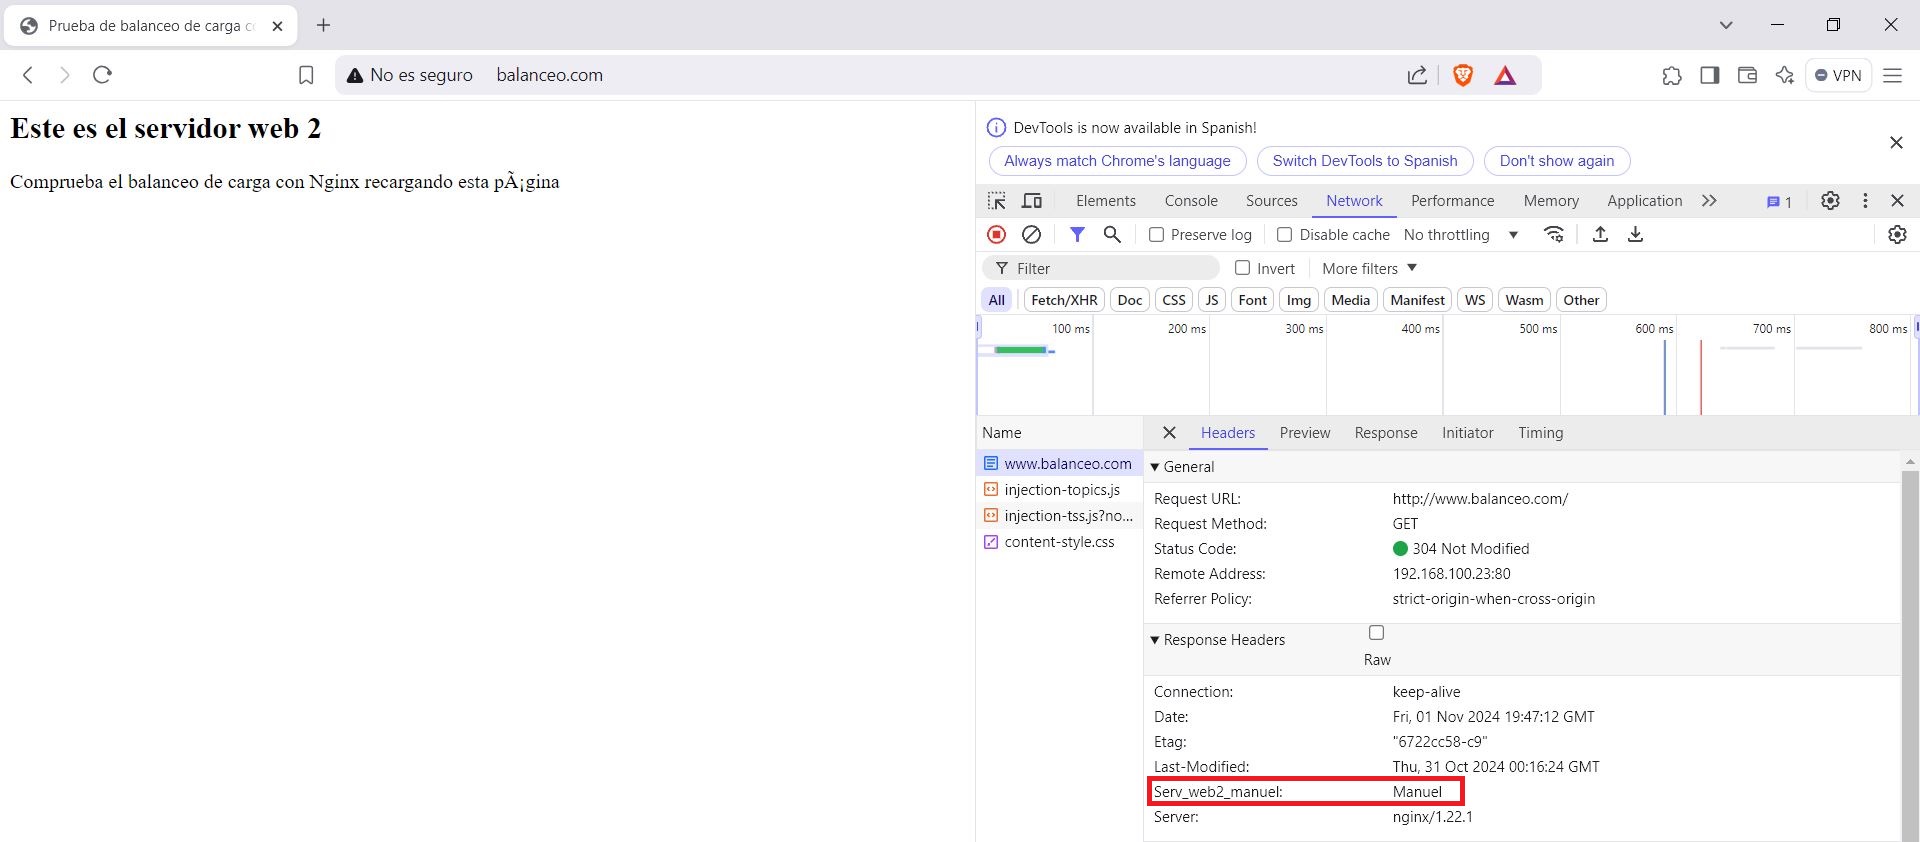 Prueba de balanceo de carga c
No es seguro balanceo.com
VPN
Este es el servidor web 2
Comprueba el balanceo de carga con Nginx recargando esta pÃ¡gina
DevTools is now available in Spanish!
Always match Chrome's language Switch DevTools to Spanish Don't show again
Elements Console Sources Network Performance Memory Application 1
Preserve log Disable cache No throttling
Filter Invert More filters
All Fetch/XHR Doc CSS JS Font Img Media Manifest WS Wasm Other
100 ms 200 ms 300 ms 400 ms 500 ms 600 ms 700 ms 800 ms
Name
www.balanceo.com
injection-topics.js
injection-tss.js?no...
content-style.css
Headers Preview Response Initiator Timing
General
Request URL: http://www.balanceo.com/
Request Method: GET
Status Code: 304 Not Modified
Remote Address: 192.168.100.23:80
Referrer Policy: strict-origin-when-cross-origin
Response Headers
Raw
Connection: keep-alive
Date: Fri, 01 Nov 2024 19:47:12 GMT
Etag: "6722cc58-c9"
Last-Modified: Thu, 31 Oct 2024 00:16:24 GMT
Serv_web2_manuel: Manuel
Server: nginx/1.22.1